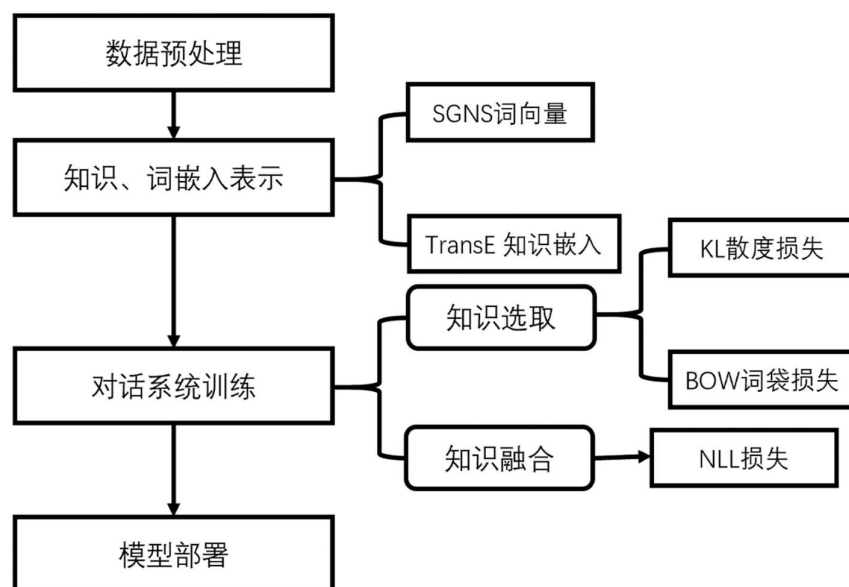 数据预处理
SGNS词向量
知识、词嵌入表示
TransE 知识嵌入
KL散度损失
知识选取
对话系统训练
BOW词袋损失
知识融合
NLL损失
模型部署